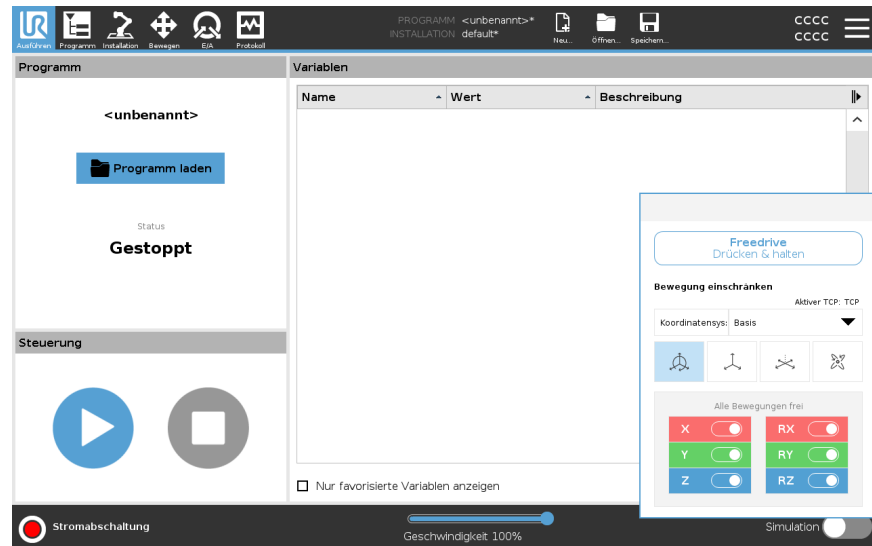 UR
Ausführen
Programm
Installation
Bewegen
E/A
Protokoll
PROGRAMM <unbenannt>*
INSTALLATION default*
Neu...
Öffnen...
Speichern...
CCCC
CCCC
Programm
<unbenannt>
Programm laden
Status
Gestoppt
Steuerung
Variablen
Name
Wert
Beschreibung
Nur favorisierte Variablen anzeigen
Freedrive
Drücken & halten
Bewegung einschränken
Aktiver TCP: TCP
Koordinatensys: Basis
Alle Bewegungen frei
X
RX
Y
RY
Z
RZ
Stromabschaltung
Geschwindigkeit 100%
Simulation